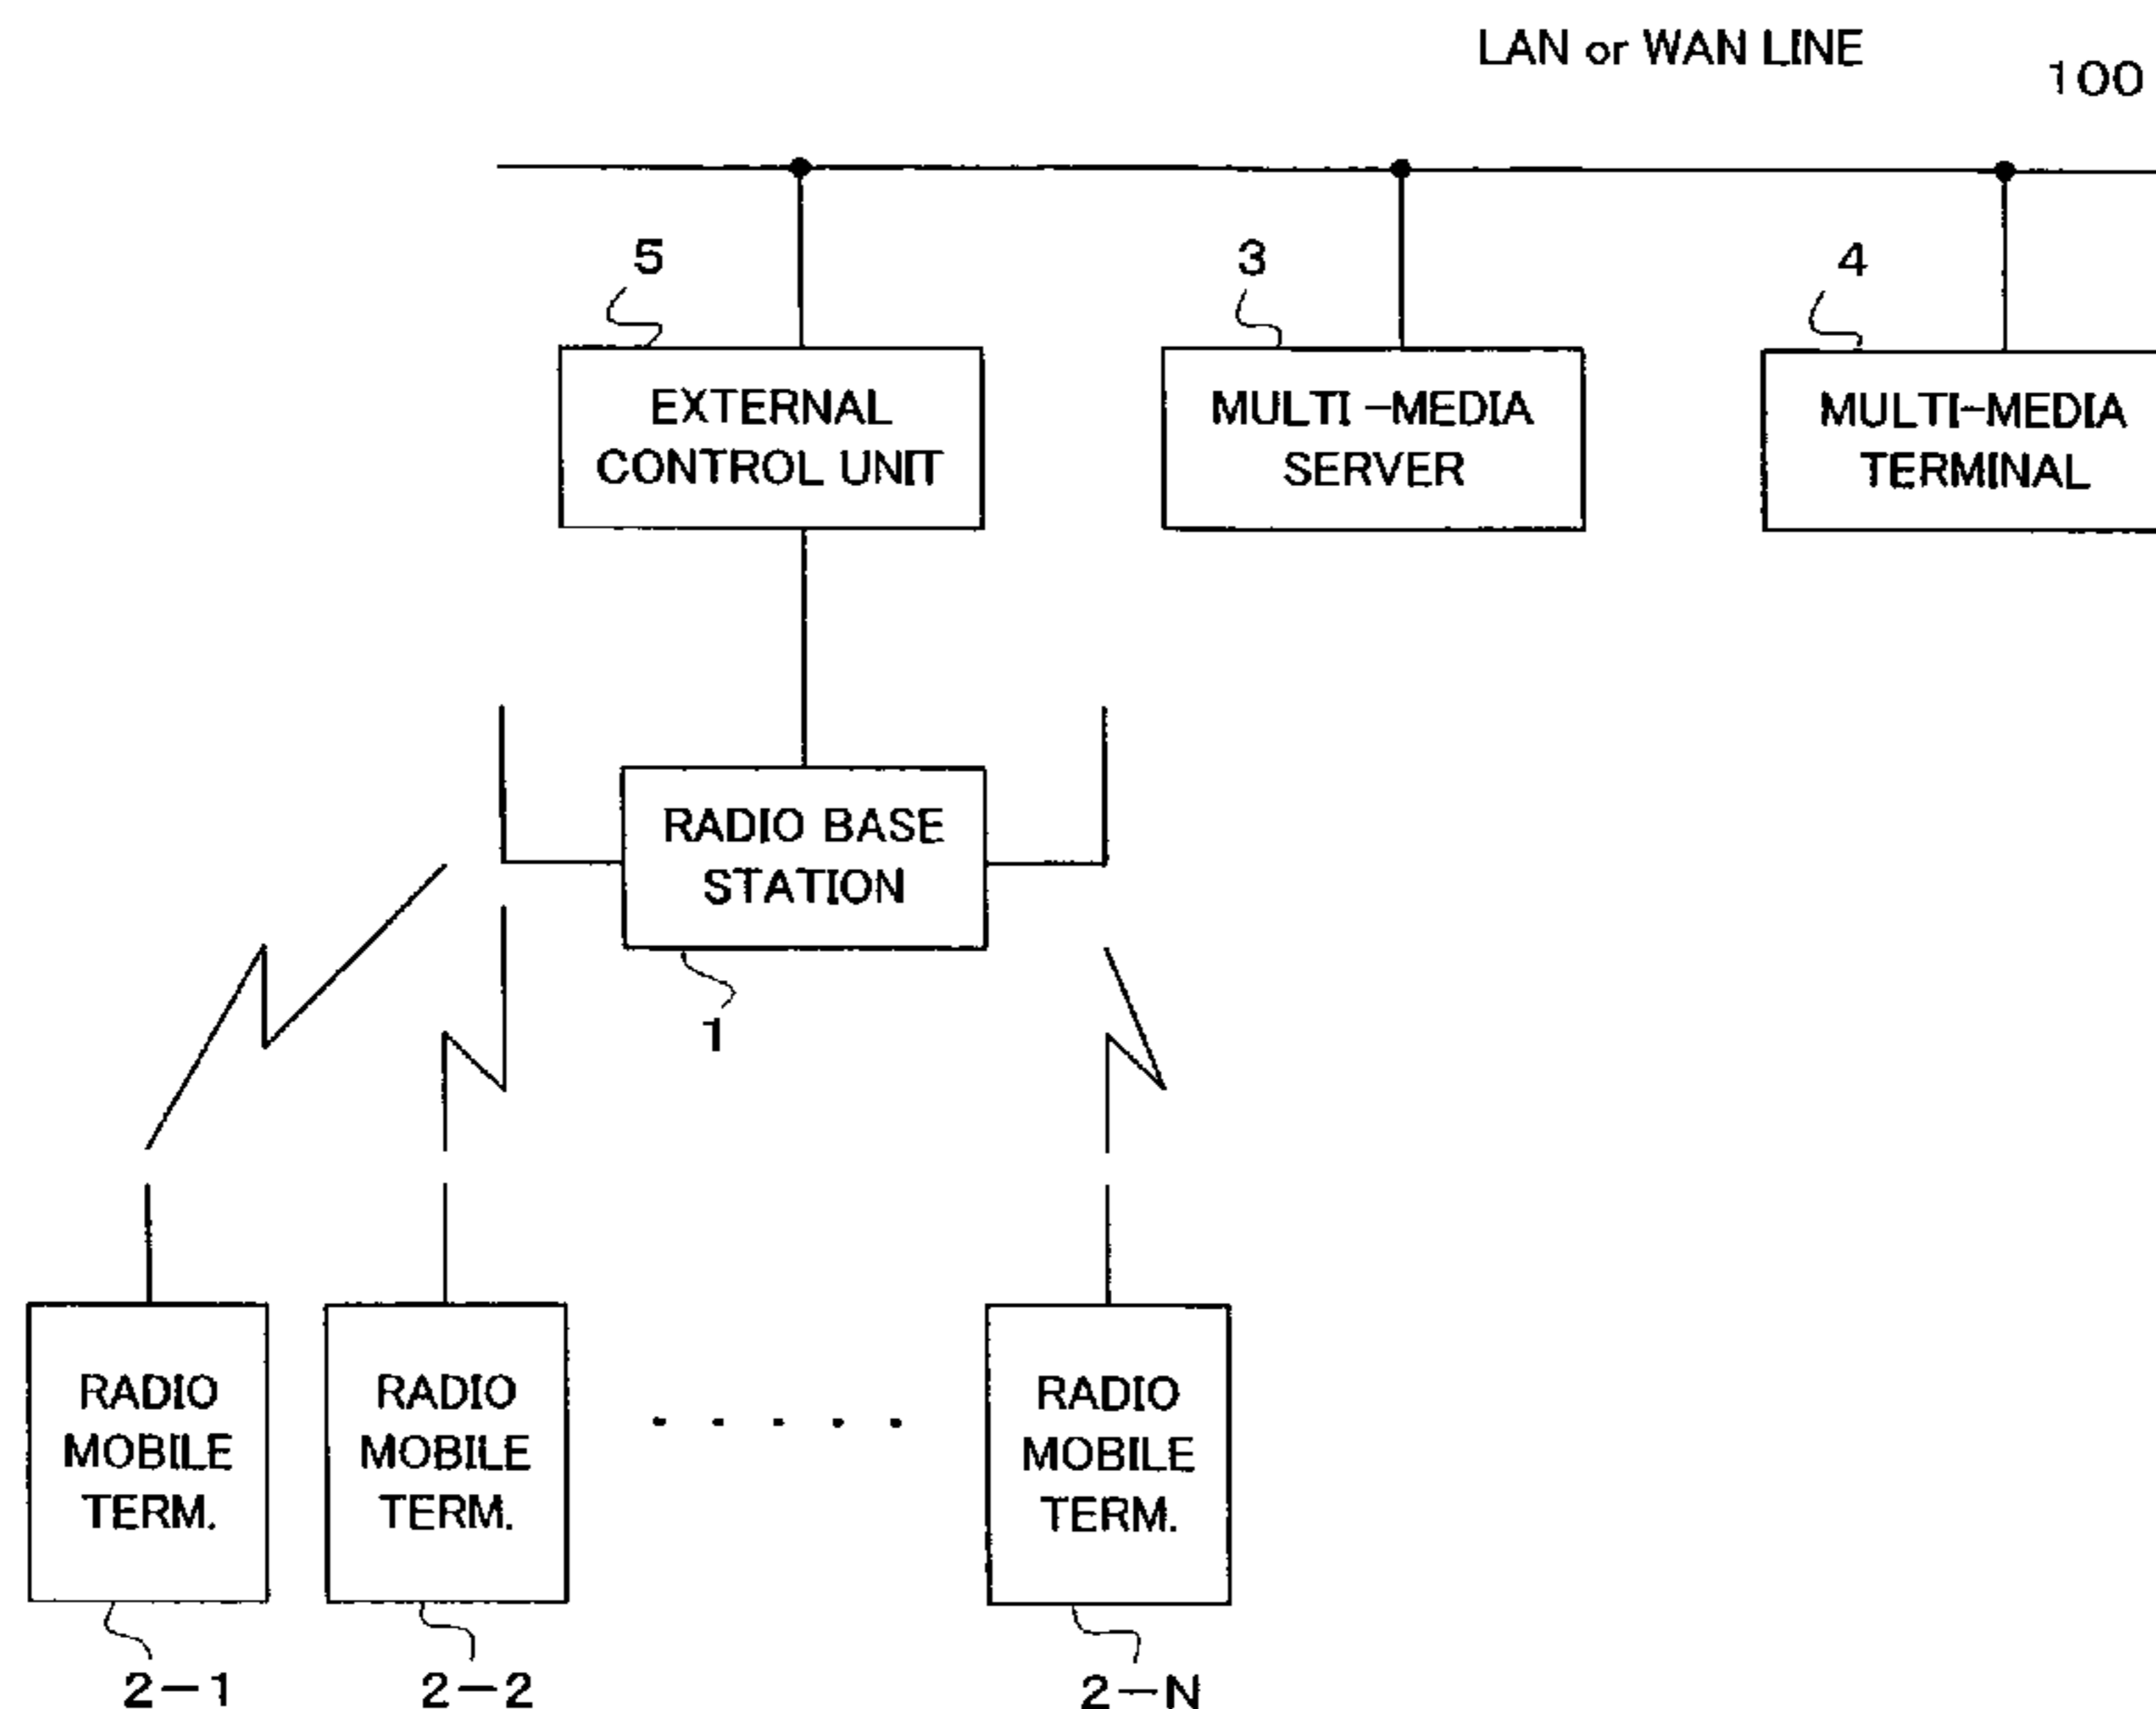 LAN or WAN LINE
100
5
3
4
EXTERNAL
CONTROL UNIT
MULTI-MEDIA
SERVER
MULTI-MEDIA
TERMINAL
RADIO BASE
STATION
1
RADIO
MOBILE
TERM.
RADIO
MOBILE
TERM.
. . . . .
RADIO
MOBILE
TERM.
2-1
2-2
2-N